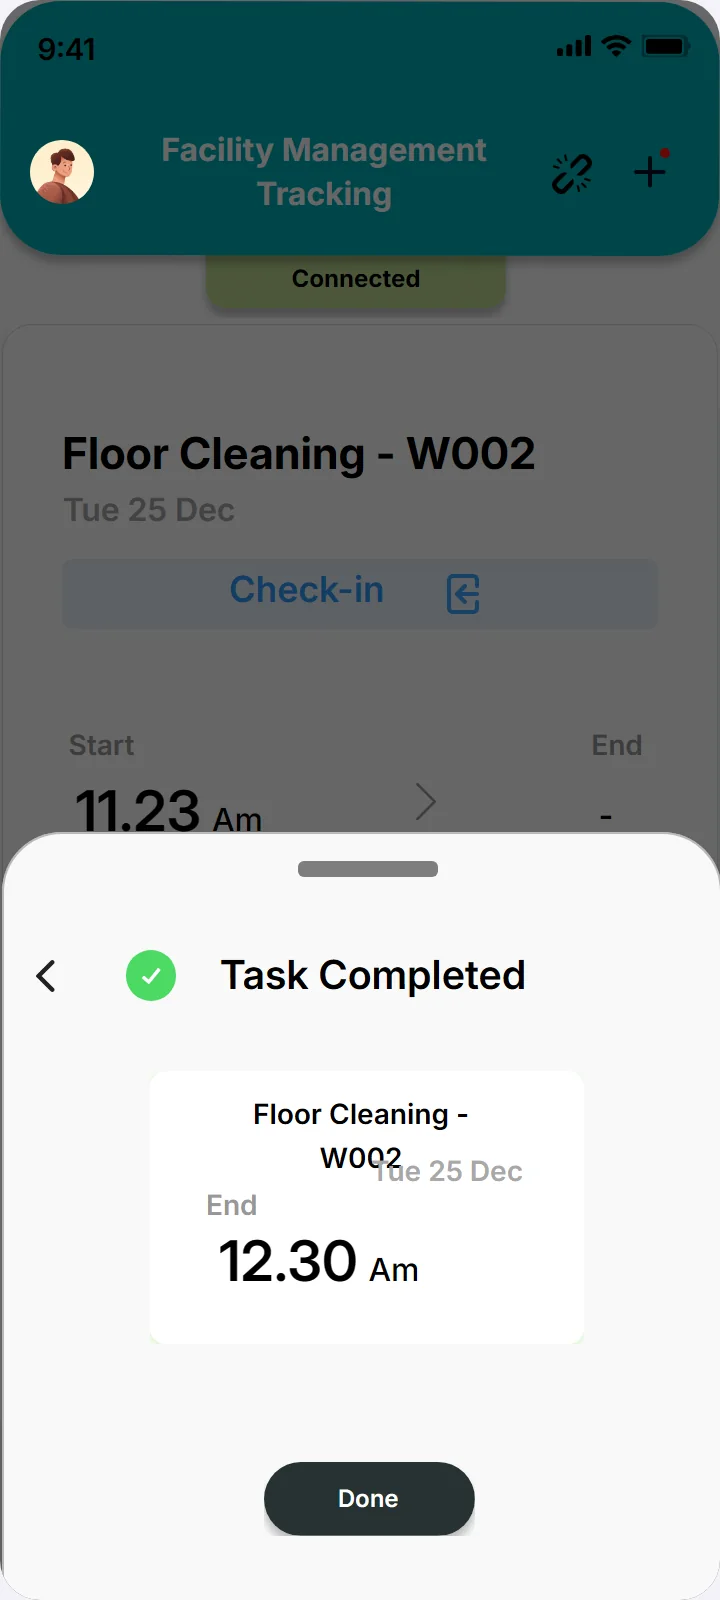 9:41
Facility Management
Tracking
Connected
Floor Cleaning - W002
Tue 25 Dec
Check-in
Start
End
11.23 Am
-
Task Completed
Floor Cleaning -
W002
Tue 25 Dec
End
12.30 Am
Done